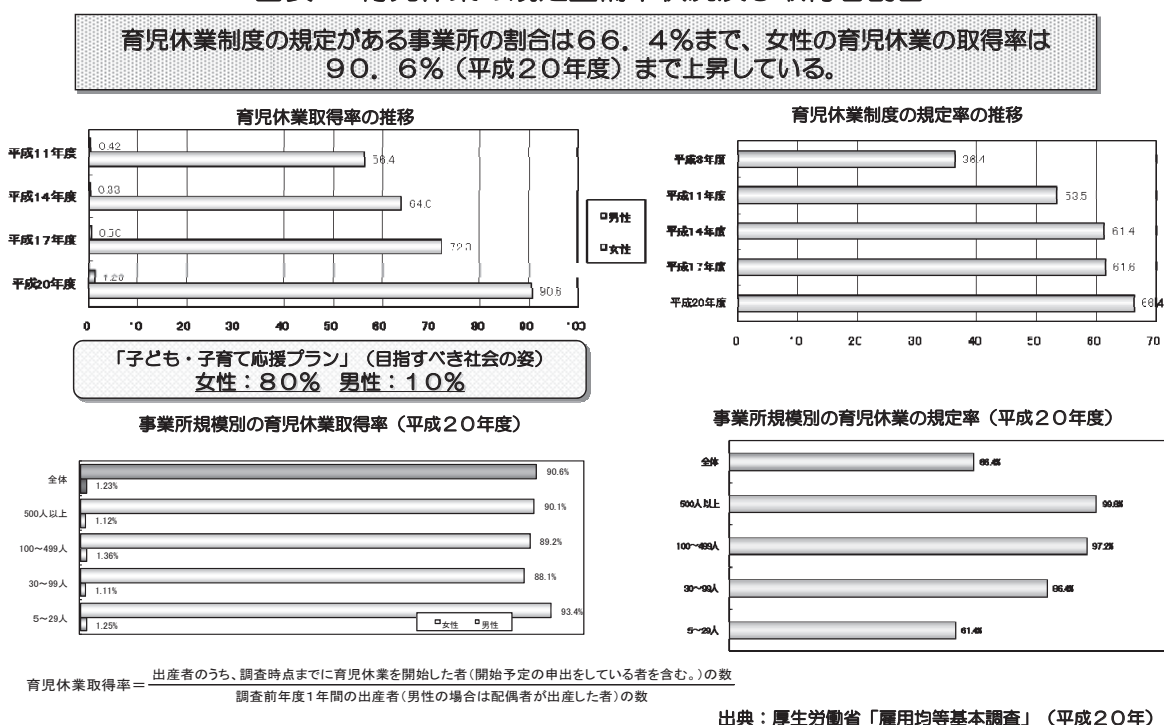 育児休業制度の規定がある事業所の割合は66．4％まで、女性の育児休業の取得率は
90．6％（平成20年度）まで上昇している。
育児休業取得率の推移
平成11年度
0.42
56.4
平成14年度
0.33
64.0
平成17年度
0.50
72.3
平成20年度
1.23
90.6
0 10 20 30 40 50 60 70 80 90 100
男性
女性
育児休業制度の規定率の推移
平成8年度
36.4
平成11年度
53.5
平成14年度
61.4
平成17年度
61.6
平成20年度
66.4
0 10 20 30 40 50 60 70
「子ども・子育て応援プラン」（目指すべき社会の姿）
女性：80％ 男性：10％
事業所規模別の育児休業取得率（平成20年度）
全体
90.6%
1.23%
500人以上
90.1%
1.12%
100～499人
89.2%
1.36%
30～99人
88.1%
1.11%
5～29人
93.4%
1.25%
女性 男性
事業所規模別の育児休業の規定率（平成20年度）
全体
66.4%
500人以上
100～499人
97.2%
30～99人
5～29人
61.4%
育児休業取得率＝
出産者のうち、調査時点までに育児休業を開始した者（開始予定の申出をしている者を含む。）の数
調査前年度1年間の出産者（男性の場合は配偶者が出産した者）の数
出典：厚生労働省「雇用均等基本調査」（平成20年）